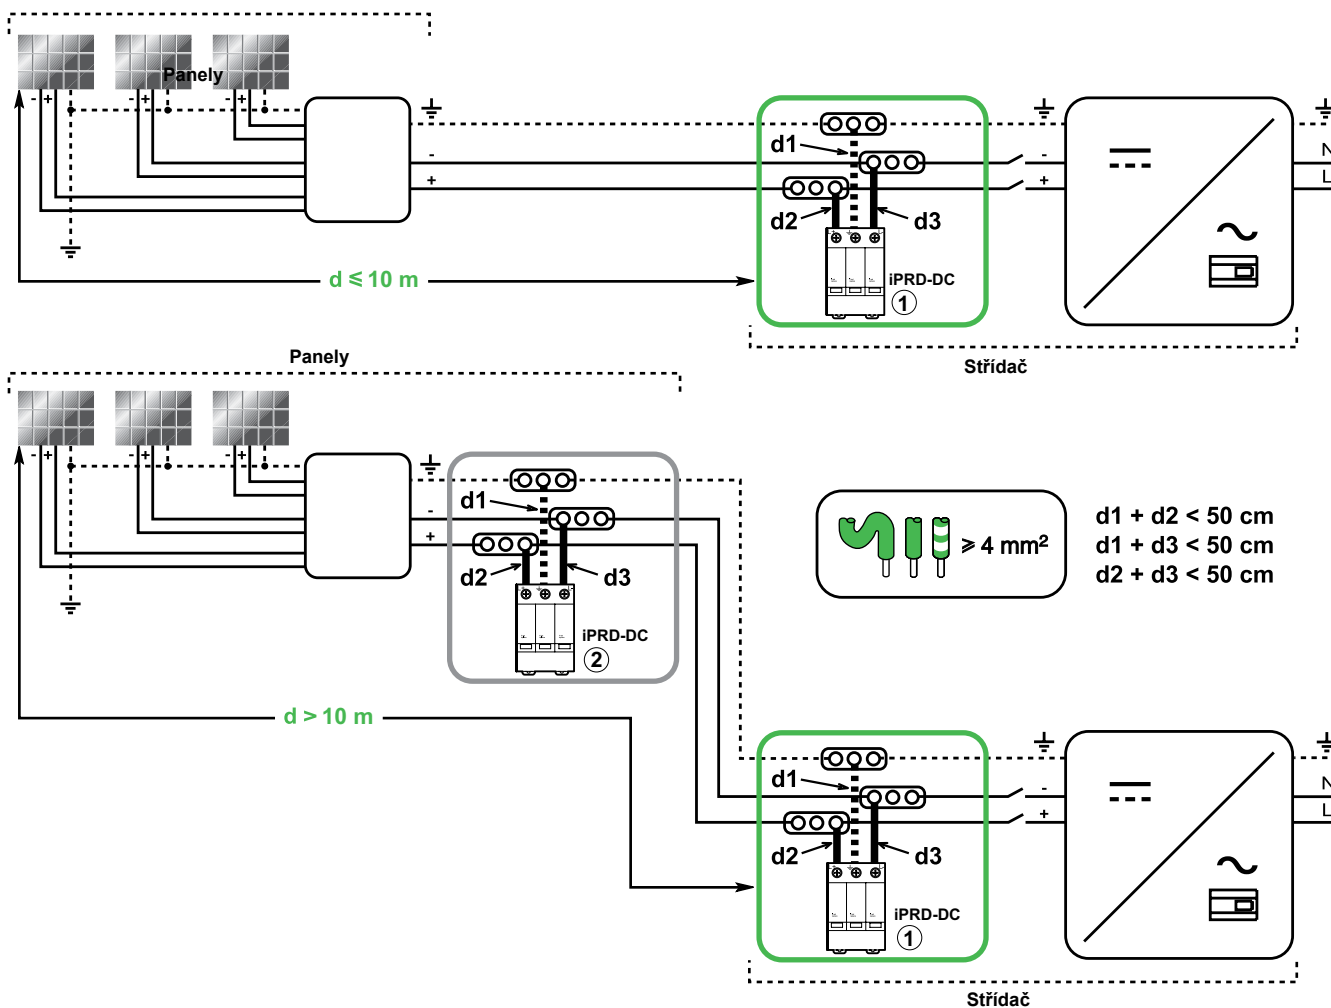 Panely
- + - + - +
-
+
d1
d2
d3
d ≤ 10 m
iPRD-DC
1
-
+
N
L
Střídač
Panely
- + - + - +
-
+
d1
d2
d3
iPRD-DC
2
≥ 4 mm²
d1 + d2 < 50 cm
d1 + d3 < 50 cm
d2 + d3 < 50 cm
d > 10 m
d1
d2
d3
iPRD-DC
1
-
+
N
L
Střídač